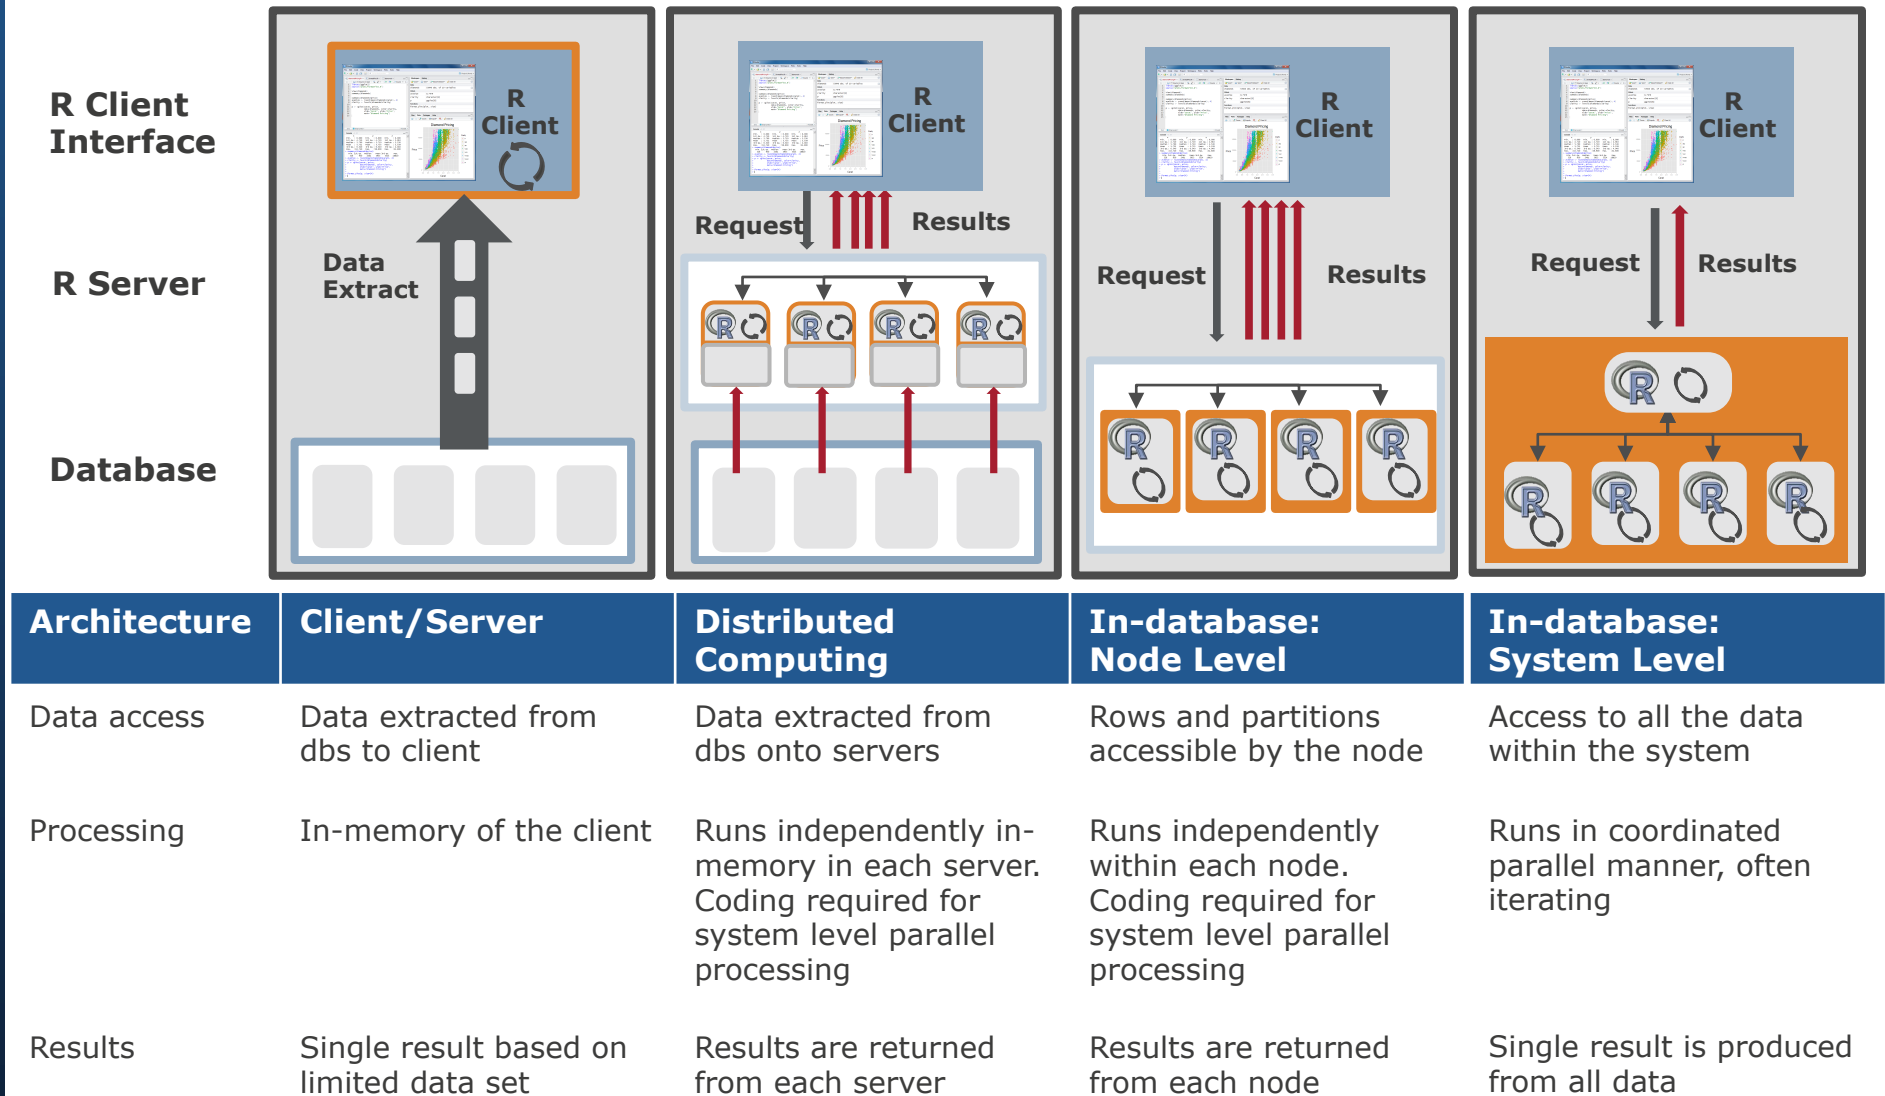 R Client
Interface
R Server
Database
R
Client
Data
Extract
R
Client
Request
Results
R
R
R
R
R
Client
Request
Results
R
R
R
R
R
Client
Request
Results
R
R
R
R
R
Architecture
Client/Server
Distributed
Computing
In-database:
Node Level
In-database:
System Level
Data access
Data extracted from
dbs to client
Data extracted from
dbs onto servers
Rows and partitions
accessible by the node
Access to all the data
within the system
Processing
In-memory of the client
Runs independently in-
memory in each server.
Coding required for
system level parallel
processing
Runs independently
within each node.
Coding required for
system level parallel
processing
Runs in coordinated
parallel manner, often
iterating
Results
Single result based on
limited data set
Results are returned
from each server
Results are returned
from each node
Single result is produced
from all data